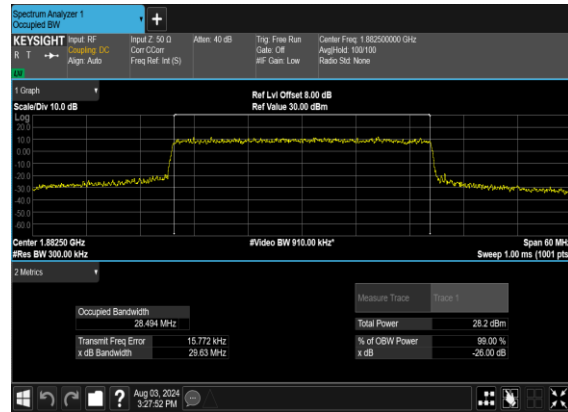 Spectrum Analyzer 1
Occupied BW
+
KEYSIGHT Input: RF Input Z: 50 Ω Atten: 40 dB Trig: Free Run Center Freq: 1.882500000 GHz
R T Coupling: DC Corr CCorr Gate: Off Avg|Hold: 100/100
Align: Auto Freq Ref: Int (S) #IF Gain: Low Radio Std: None
LM
1 Graph
Ref Lvl Offset 8.00 dB
Scale/Div 10.0 dB Ref Value 30.00 dBm
Log
20.0
10.0
0.00
-10.0
-20.0
-30.0
-40.0
-50.0
-60.0
Center 1.88250 GHz #Video BW 910.00 kHz* Span 60 MHz
#Res BW 300.00 kHz Sweep 1.00 ms (1001 pts
2 Metrics
Measure Trace Trace 1
Occupied Bandwidth
28.494 MHz Total Power 28.2 dBm
Transmit Freq Error 15.772 kHz % of OBW Power 99.00 %
x dB Bandwidth 29.63 MHz x dB -26.00 dB
? Aug 03, 2024
3:27:52 PM